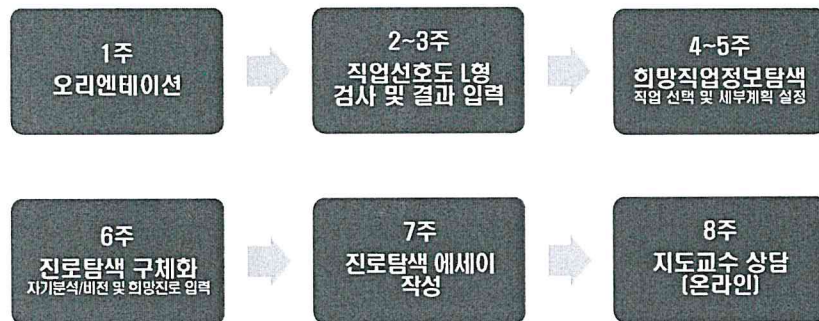 1주
오리엔테이션
2~3주
직업선호도 L형
검사 및 결과 입력
4~5주
희망직업정보탐색
직업 선택 및 세부계획 설정
6주
진로탐색 구체화
자기분석/비전 및 희망진로 입력
7주
진로탐색 에세이
작성
8주
지도교수 상담
(온라인)